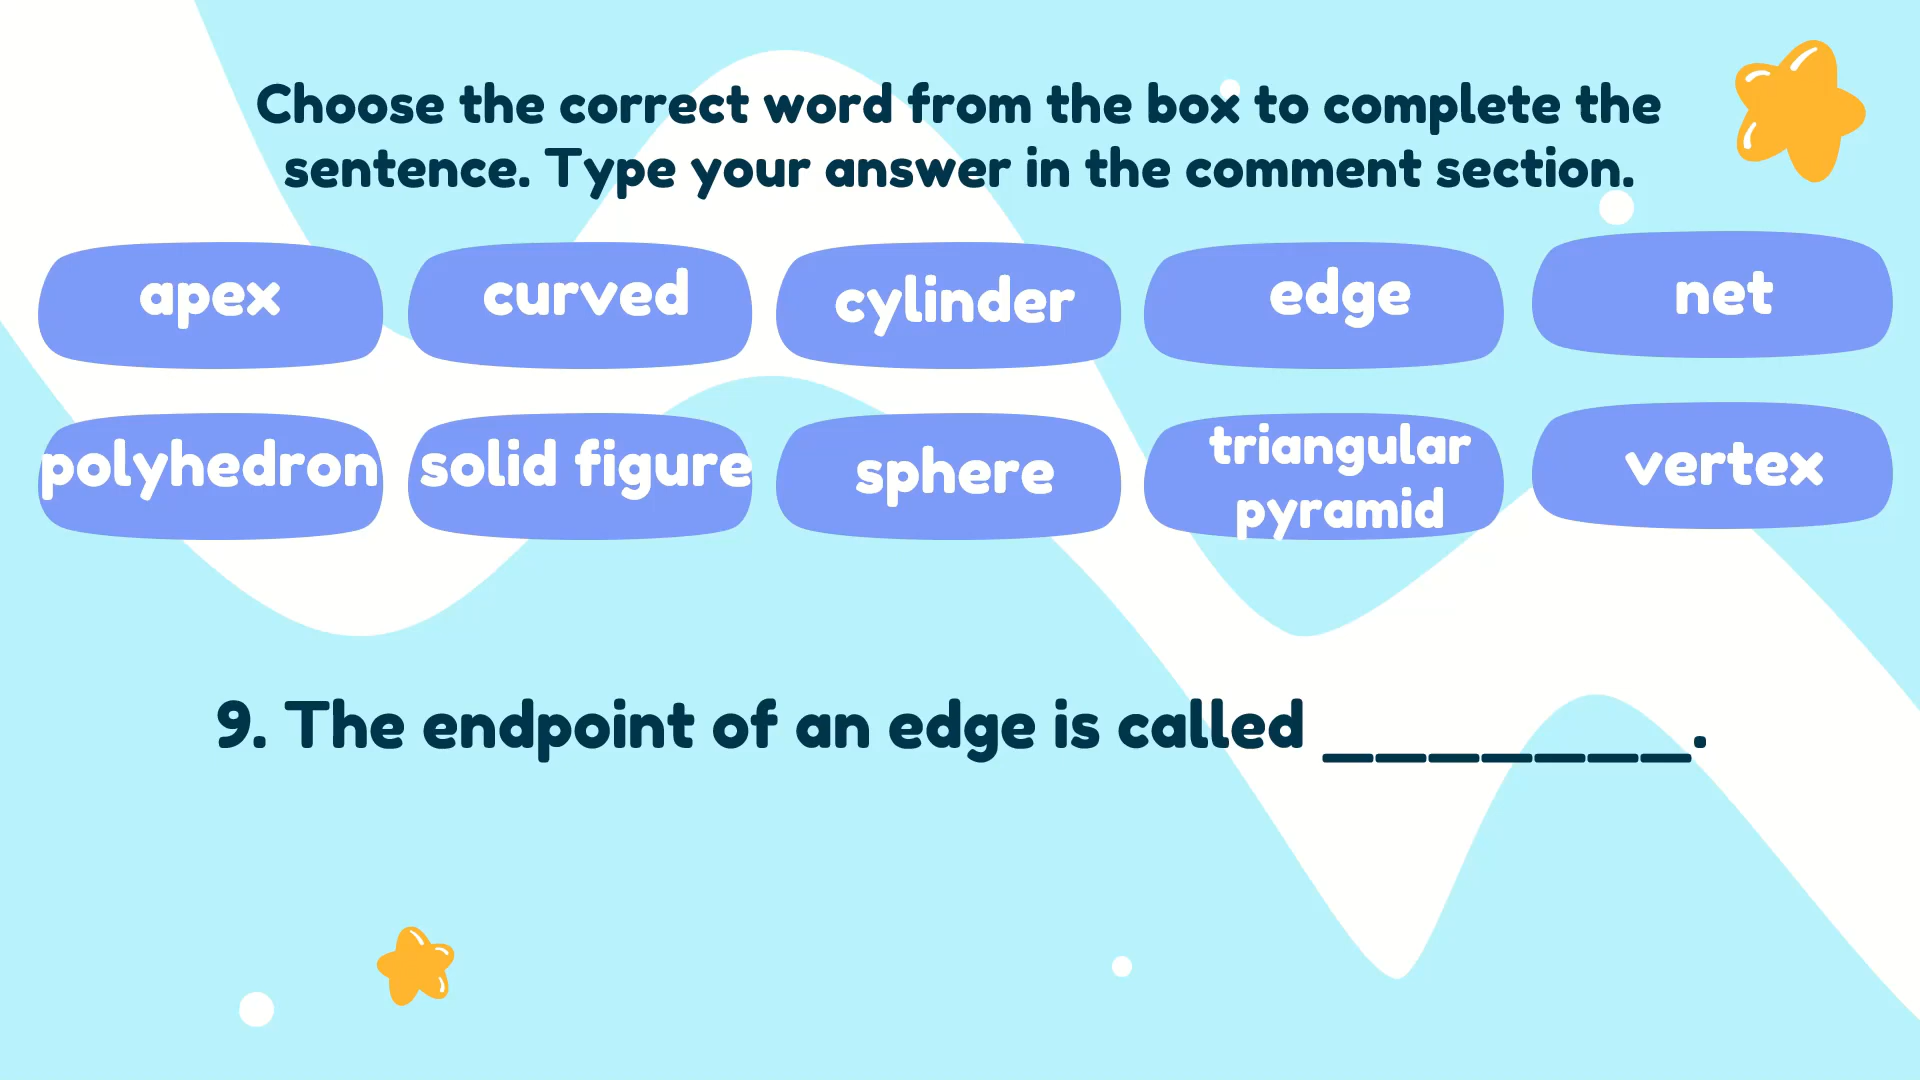 Choose the correct word from the box to complete the
sentence. Type your answer in the comment section.
apex
curved
cylinder
edge
net
polyhedron
solid figure
sphere
triangular
pyramid
vertex
9. The endpoint of an edge is called _______.